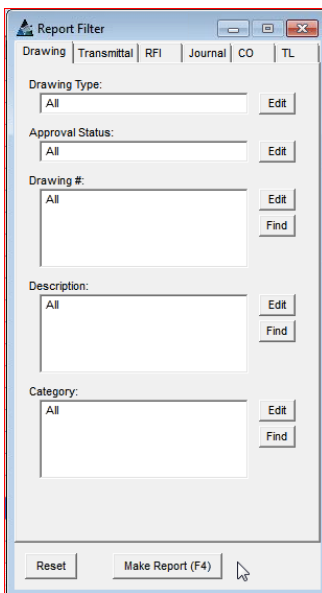 Report Filter
Drawing Transmittal RFI Journal CO TL
Drawing Type:
All Edit
Approval Status:
All Edit
Drawing #:
All Edit
Find
Description:
All Edit
Find
Category:
All Edit
Find
Reset Make Report (F4)